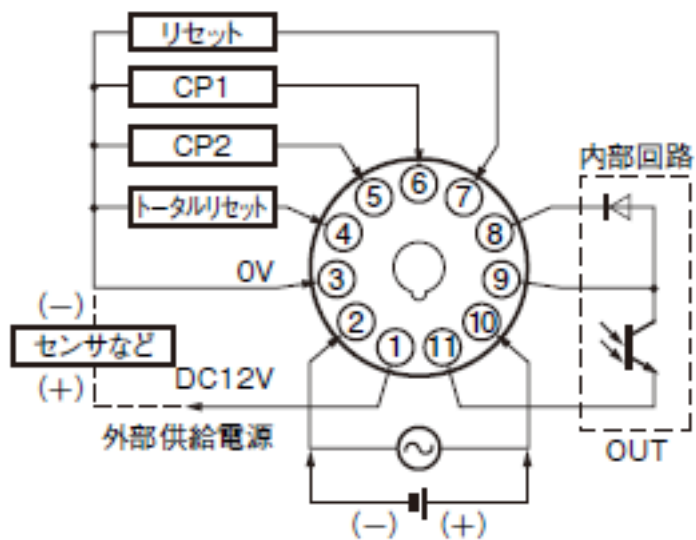 リセット
CP1
CP2
トータルリセット
内部回路
6
5
7
4
8
0V
3
9
2
10
1
11
(−)
センサなど
(+)
DC12V
外部供給電源
OUT
(−)
(+)